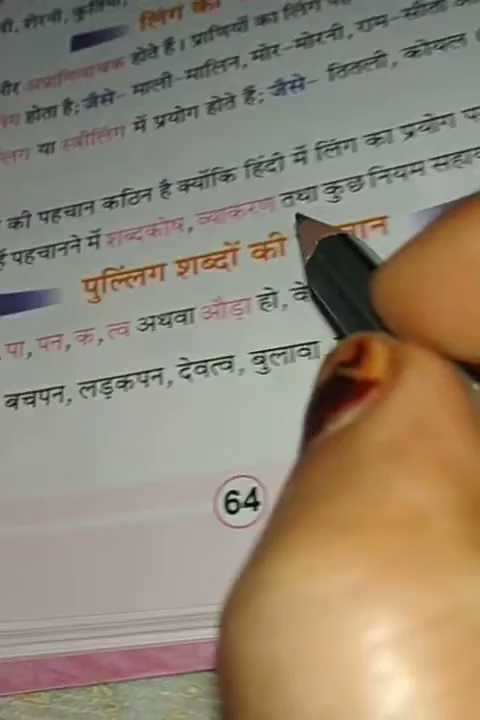 नी, शेरनी, कुतिया,
लिंग की
और अप्राणिवाचक होते हैं। प्राणियों का लिंग
होता है; जैसे- माली-मालिन, मोर-मोरनी, राम-सीता
या स्त्रीलिंग में प्रयोग होते हैं; जैसे- तितली, कोयल
की पहचान कठिन है क्योंकि हिंदी में लिंग का प्रयोग
पहचानने में शब्दकोष, व्याकरण तथा कुछ नियम
पुल्लिंग शब्दों की
पा, पन, क, त्व अथवा औड़ा हो, वे
बचपन, लड़कपन, देवत्व, बुलावा
64